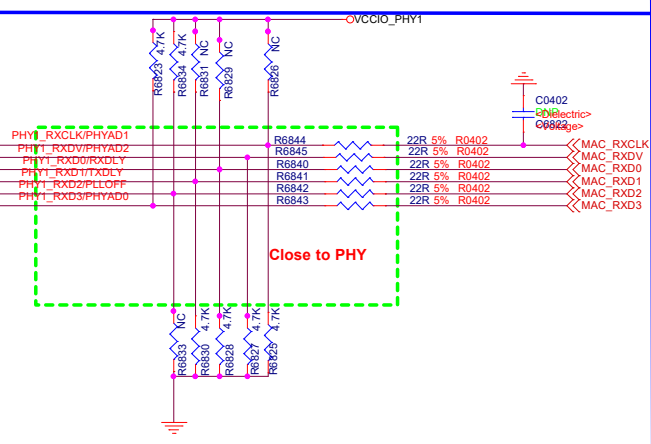 VCCIO_PHY1
R6823 4.7K
R6834 4.7K
R6831 NC
R6829 NC
R6826 NC
C0402
DNP
<Dielectric>
C6822
<Voltage>
PHY1_RXCLK/PHYAD1 R6844 22R 5% R0402 MAC_RXCLK
PHY1_RXDV/PHYAD2 R6845 22R 5% R0402 MAC_RXDV
PHY1_RXD0/RXDLY R6840 22R 5% R0402 MAC_RXD0
PHY1_RXD1/TXDLY R6841 22R 5% R0402 MAC_RXD1
PHY1_RXD2/PLLOFF R6842 22R 5% R0402 MAC_RXD2
PHY1_RXD3/PHYAD0 R6843 22R 5% R0402 MAC_RXD3
Close to PHY
R6833 NC
R6830 4.7K
R6828 4.7K
R6827 4.7K
R6825 4.7K